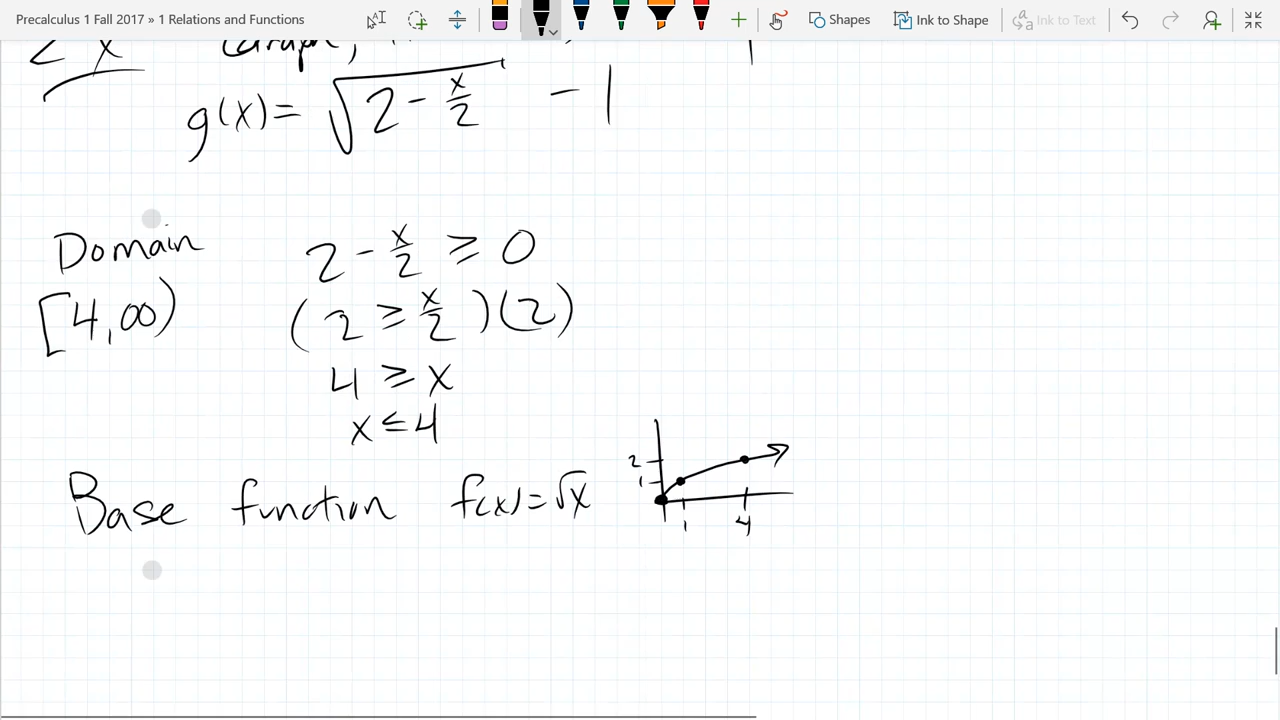 Precalculus 1 Fall 2017 » 1 Relations and Functions
Shapes
Ink to Shape
Ink to Text
g(x) = √(2 - x/2) - 1
Domain
2 - x/2 ≥ 0
[4,∞)
(2 ≥ x/2)(2)
4 ≥ x
x ≤ 4
Base function f(x) = √x
2
1
1
4